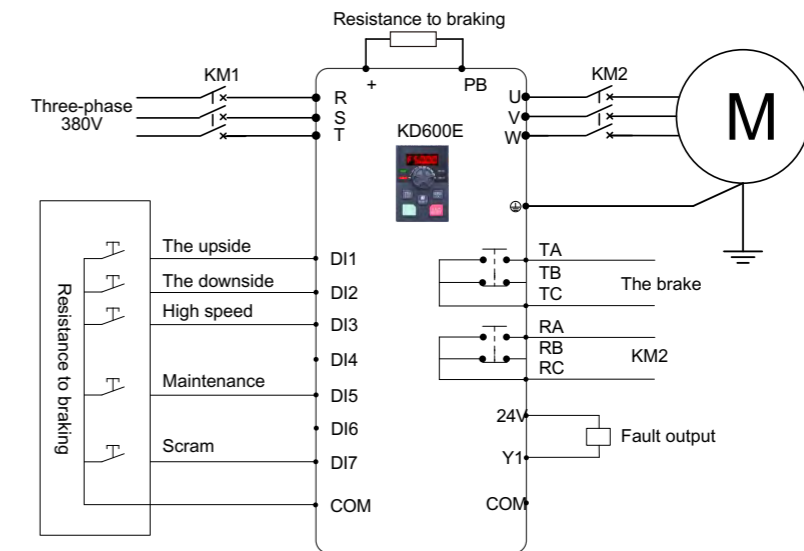 Resistance to braking
KM1
+
PB
KM2
Three-phase
380V
R
S
T
U
V
W
M
KD600E
Resistance to braking
The upside
DI1
The downside
DI2
High speed
DI3
DI4
Maintenance
DI5
DI6
Scram
DI7
COM
TA
TB
TC
The brake
RA
RB
RC
KM2
24V
Y1
Fault output
COM